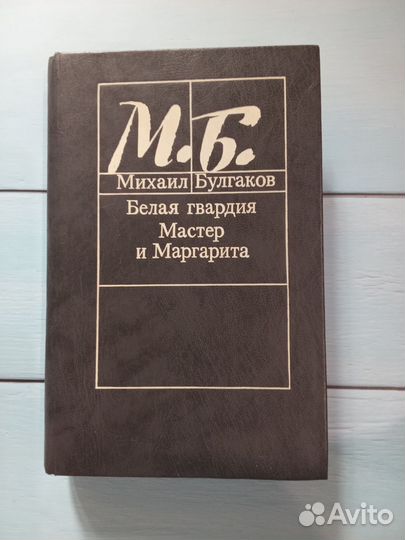 М.Б.
Михаил Булгаков
Белая гвардия
Мастер
и Маргарита
Avito